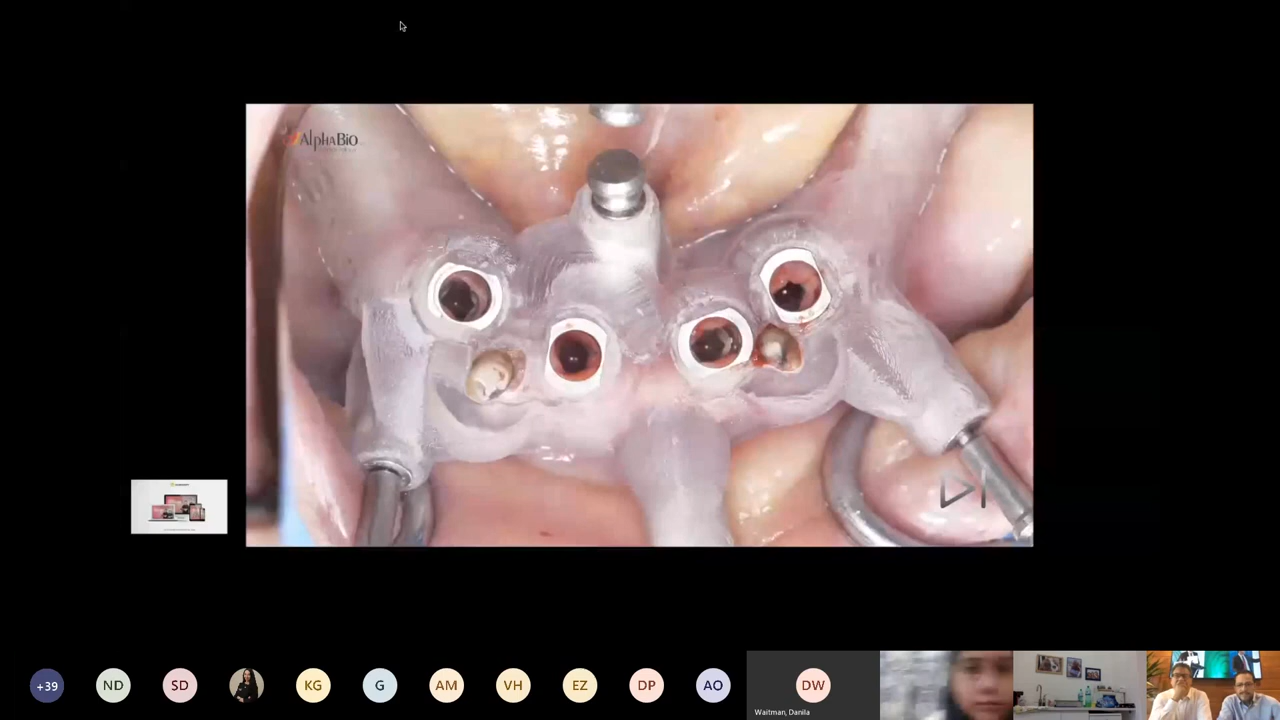 AlphaBio
+39
ND
SD
KG
G
AM
VH
EZ
DP
AO
DW
Waitman, Danila